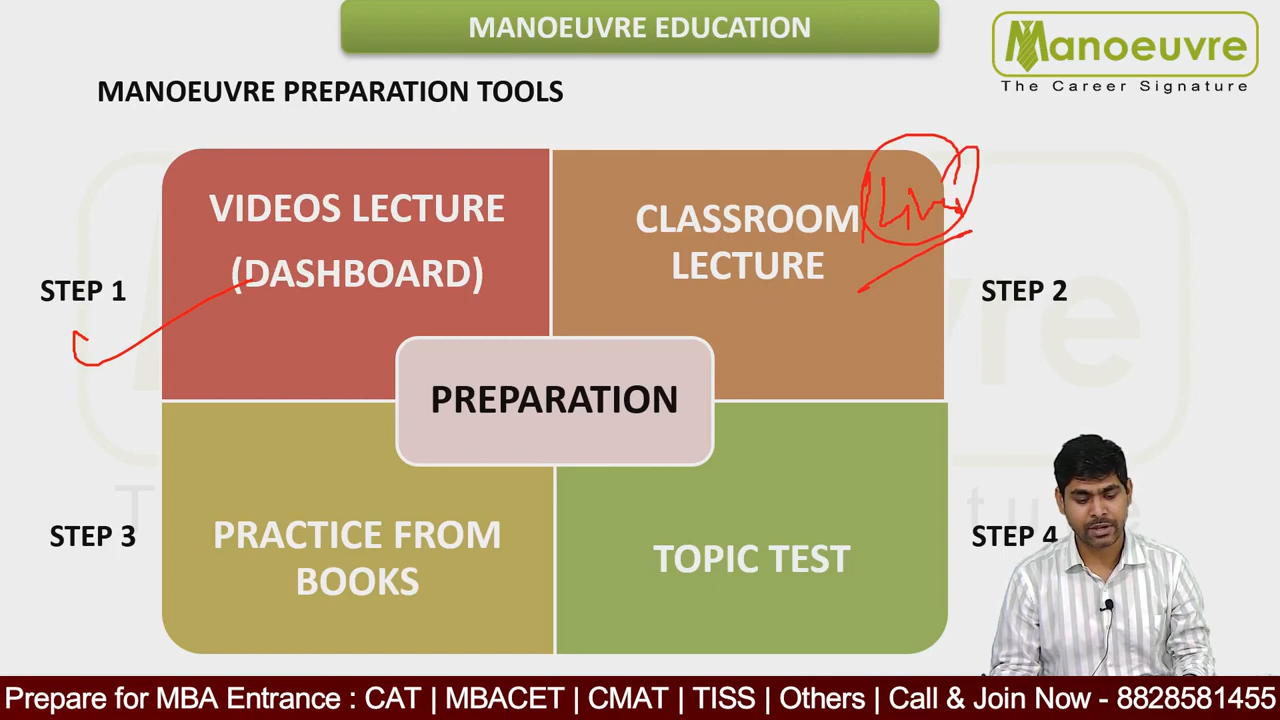 MANOEUVRE EDUCATION
Manoeuvre
The Career Signature
MANOEUVRE PREPARATION TOOLS
VIDEOS LECTURE
(DASHBOARD)
CLASSROOM
LECTURE
Live
STEP 1
STEP 2
PREPARATION
STEP 3
PRACTICE FROM
BOOKS
TOPIC TEST
STEP 4
Prepare for MBA Entrance : CAT | MBACET | CMAT | TISS | Others | Call & Join Now - 8828581455